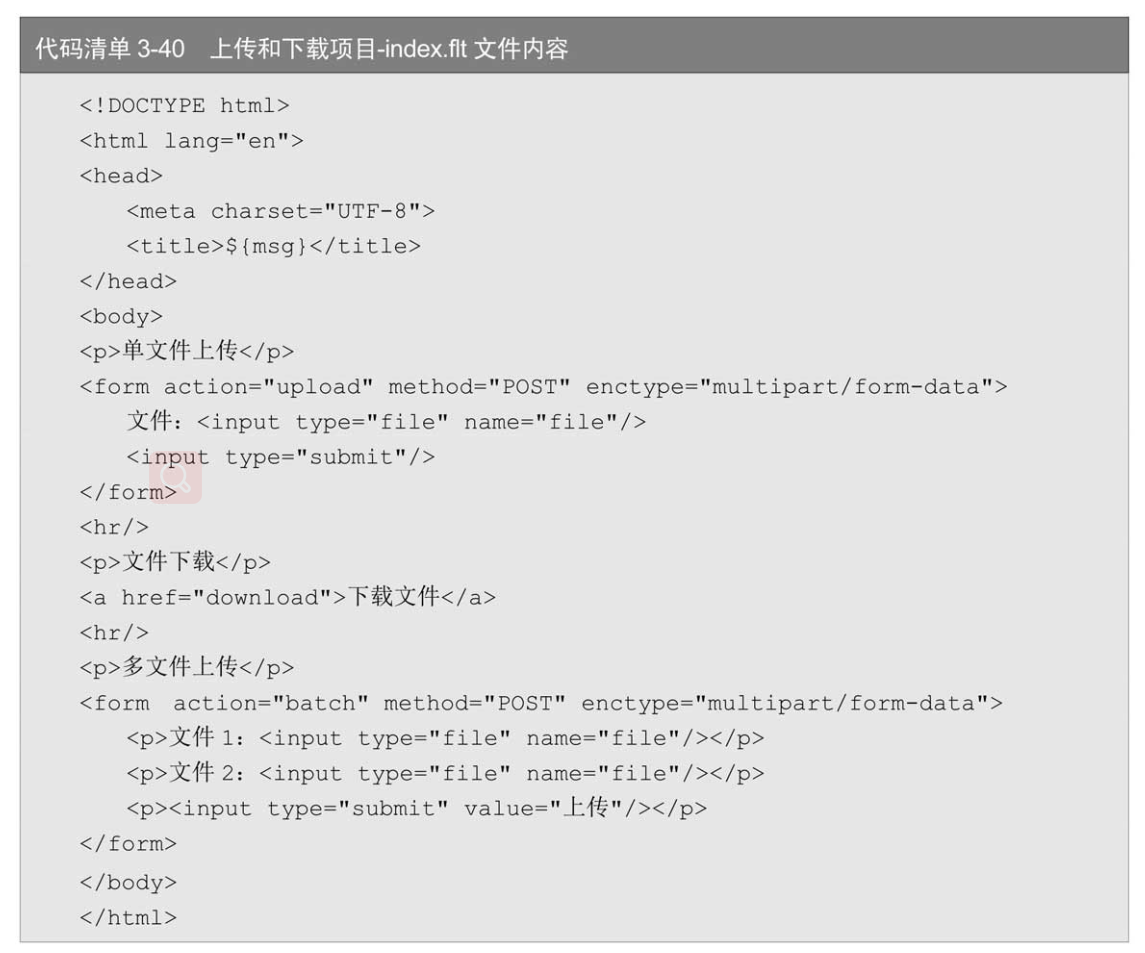 代码清单 3-40 上传和下载项目-index.flt 文件内容
<!DOCTYPE html>
<html lang="en">
<head>
    <meta charset="UTF-8">
    <title>${msg}</title>
</head>
<body>
<p>单文件上传</p>
<form action="upload" method="POST" enctype="multipart/form-data">
    文件：<input type="file" name="file"/>
    <input type="submit"/>
</form>
<hr/>
<p>文件下载</p>
<a href="download">下载文件</a>
<hr/>
<p>多文件上传</p>
<form action="batch" method="POST" enctype="multipart/form-data">
    <p>文件 1：<input type="file" name="file"/></p>
    <p>文件 2：<input type="file" name="file"/></p>
    <p><input type="submit" value="上传"/></p>
</form>
</body>
</html>